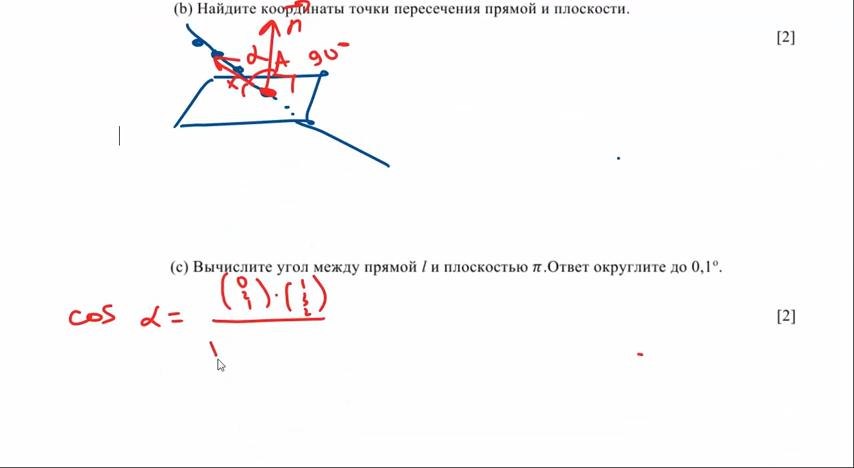 (b) Найдите координаты точки пересечения прямой и плоскости.
[2]
n
α A 90°
(c) Вычислите угол между прямой l и плоскостью π.Ответ округлите до 0,1°.
cos α =
[2]